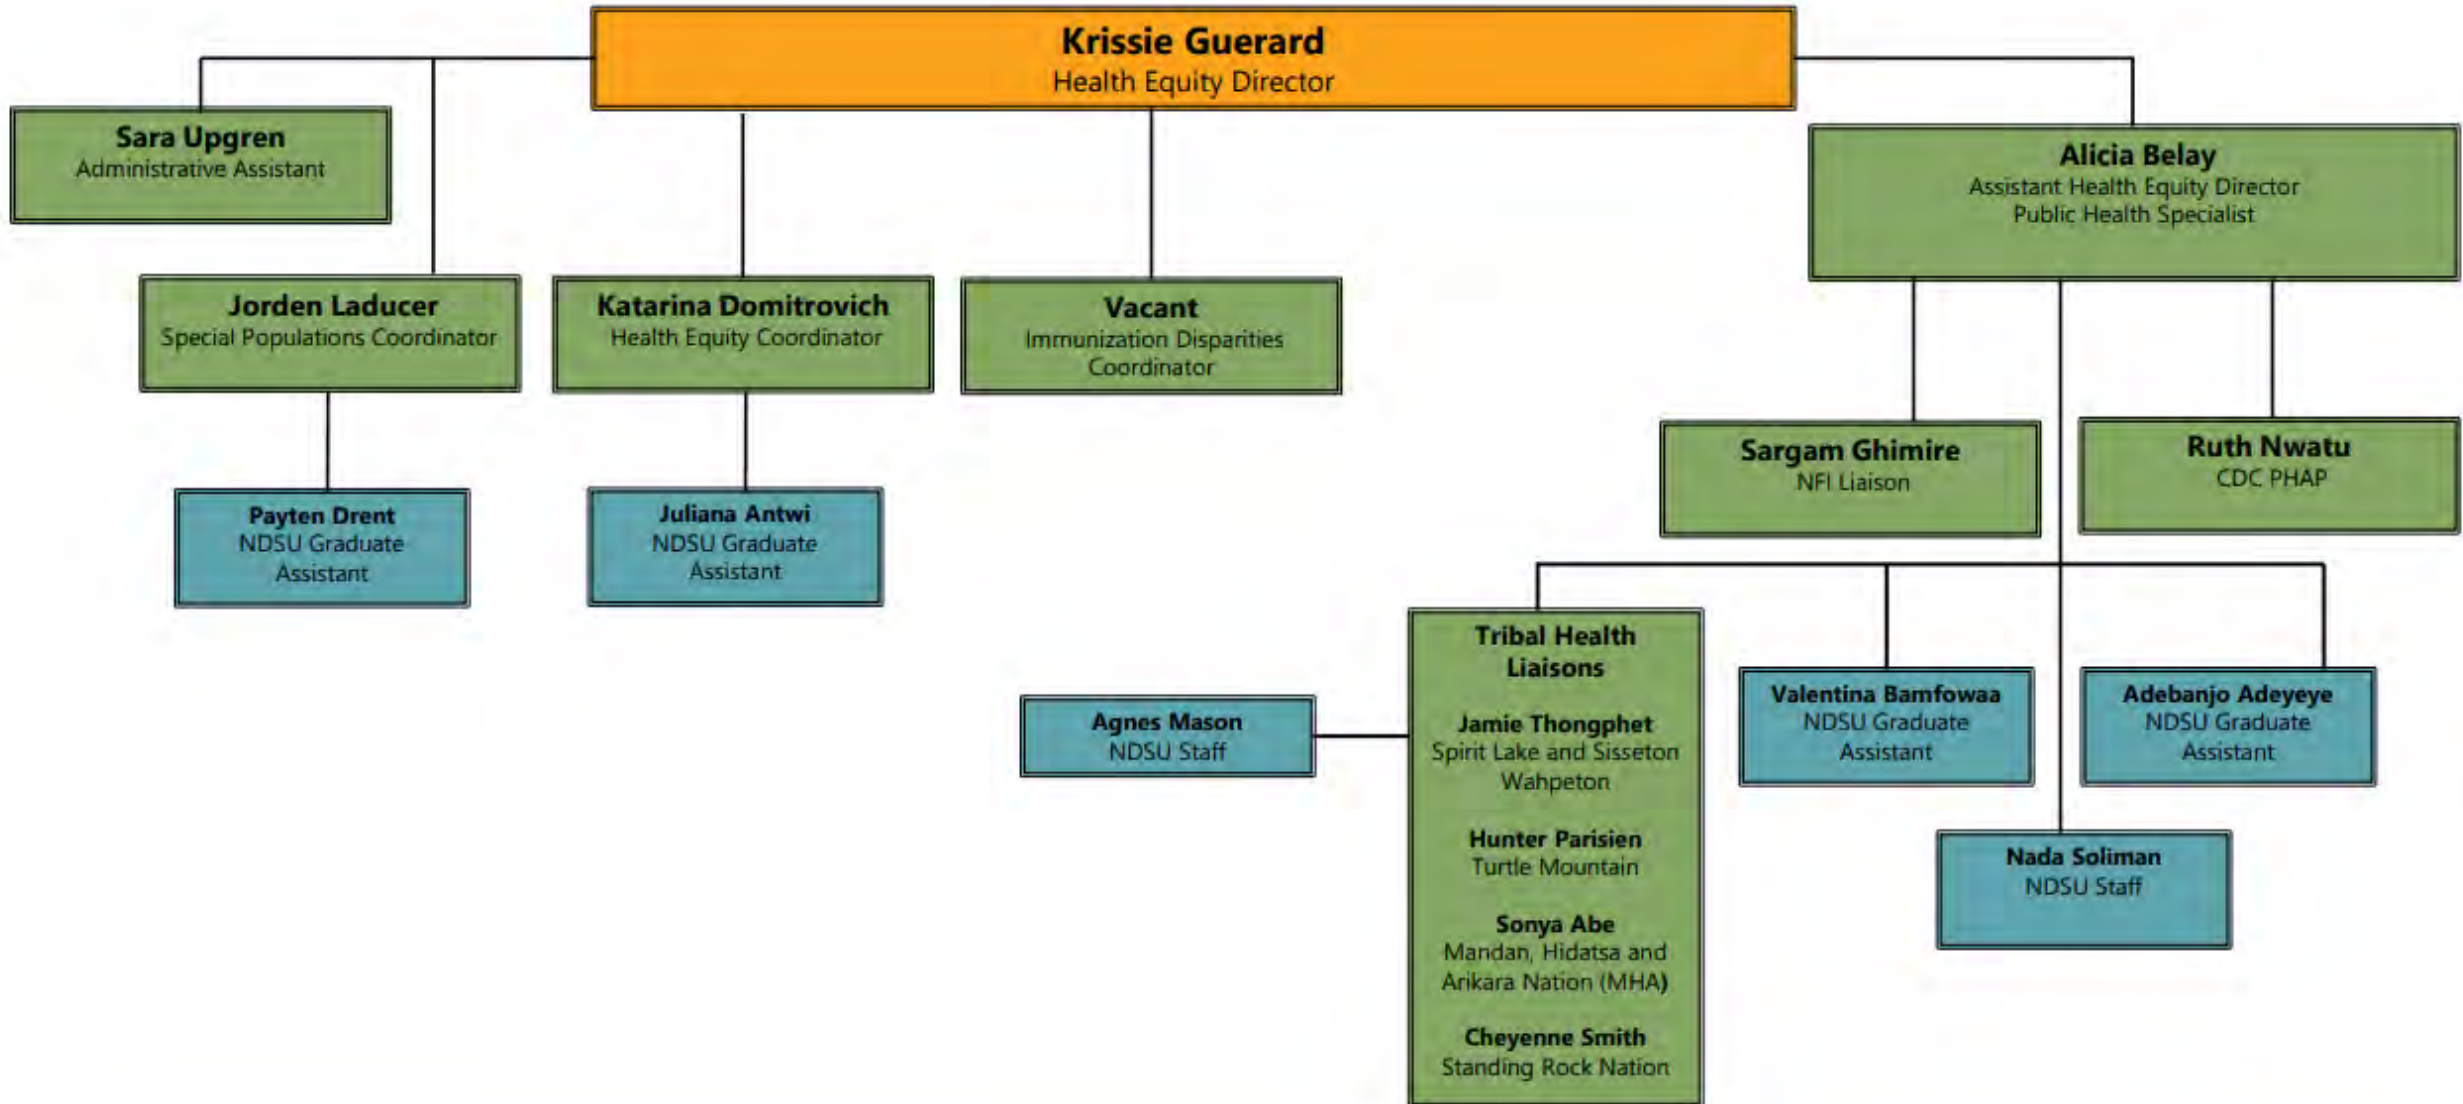 Krissie Guerard
Health Equity Director
Sara Upgren
Administrative Assistant
Alicia Belay
Assistant Health Equity Director
Public Health Specialist
Jorden Laducer
Special Populations Coordinator
Katarina Domitrovich
Health Equity Coordinator
Vacant
Immunization Disparities
Coordinator
Sargam Ghimire
NFI Liaison
Ruth Nwatu
CDC PHAP
Payten Drent
NDSU Graduate
Assistant
Juliana Antwi
NDSU Graduate
Assistant
Agnes Mason
NDSU Staff
Tribal Health
Liaisons
Jamie Thongphet
Spirit Lake and Sisseton
Wahpeton
Hunter Parisien
Turtle Mountain
Sonya Abe
Mandan, Hidatsa and
Arikara Nation (MHA)
Cheyenne Smith
Standing Rock Nation
Valentina Bamfowaa
NDSU Graduate
Assistant
Adebanjo Adeyeye
NDSU Graduate
Assistant
Nada Soliman
NDSU Staff